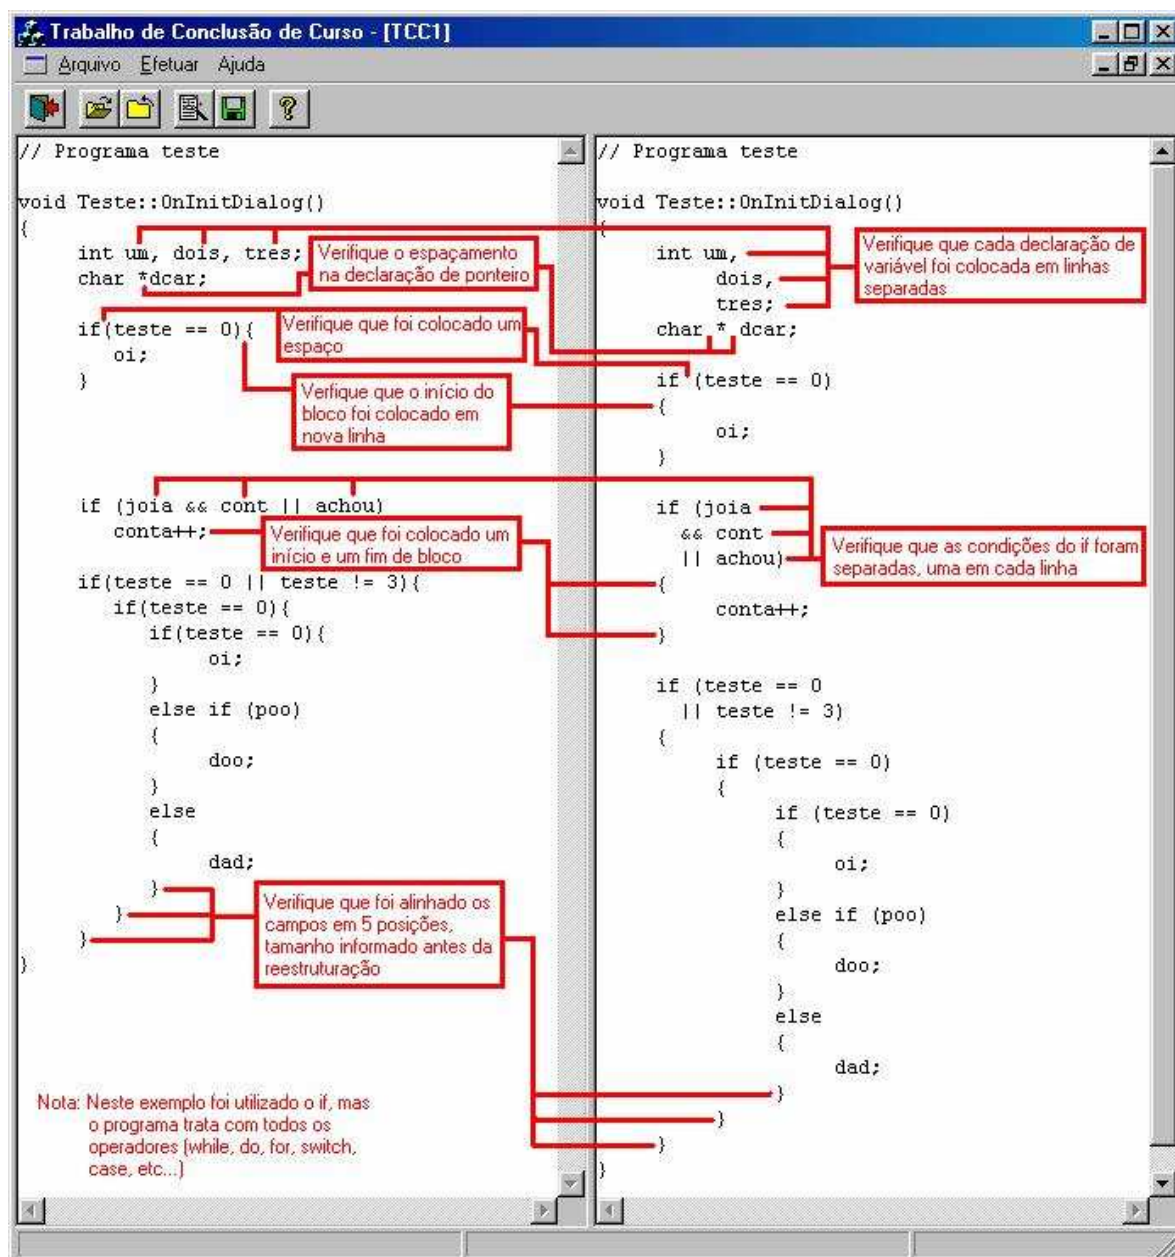 Trabalho de Conclusão de Curso - [TCC1]
Arquivo Efetuar Ajuda
// Programa teste
void Teste::OnInitDialog()
{
int um, dois, tres;
char *dcar;
if(teste == 0){
oi;
}
if (joia && cont || achou)
conta++;
if(teste == 0 || teste != 3){
if(teste == 0){
if(teste == 0){
oi;
}
else if (poo)
{
doo;
}
else
{
dad;
}
}
}
}
Verifique o espaçamento
na declaração de ponteiro
Verifique que foi colocado um
espaço
Verfique que o início do
bloco foi colocado em
nova linha
Verifique que foi colocado um
início e um fim de bloco
Verifique que foi alinhado os
campos em 5 posições,
tamanho informado antes da
reestruturação
Nota: Neste exemplo foi utilizado o if, mas
o programa trata com todos os
operadores (while, do, for, switch,
case, etc...)
// Programa teste
void Teste::OnInitDialog()
{
int um,
dois,
tres;
char * dcar;
if (teste == 0)
{
oi;
}
if (joia
&& cont
|| achou)
{
conta++;
}
if (teste == 0
|| teste != 3)
{
if (teste == 0)
{
if (teste == 0)
{
oi;
}
else if (poo)
{
doo;
}
else
{
dad;
}
}
}
}
Verifique que cada declaração de
variável foi colocada em linhas
separadas
Verifique que as condições do if foram
separadas, uma em cada linha